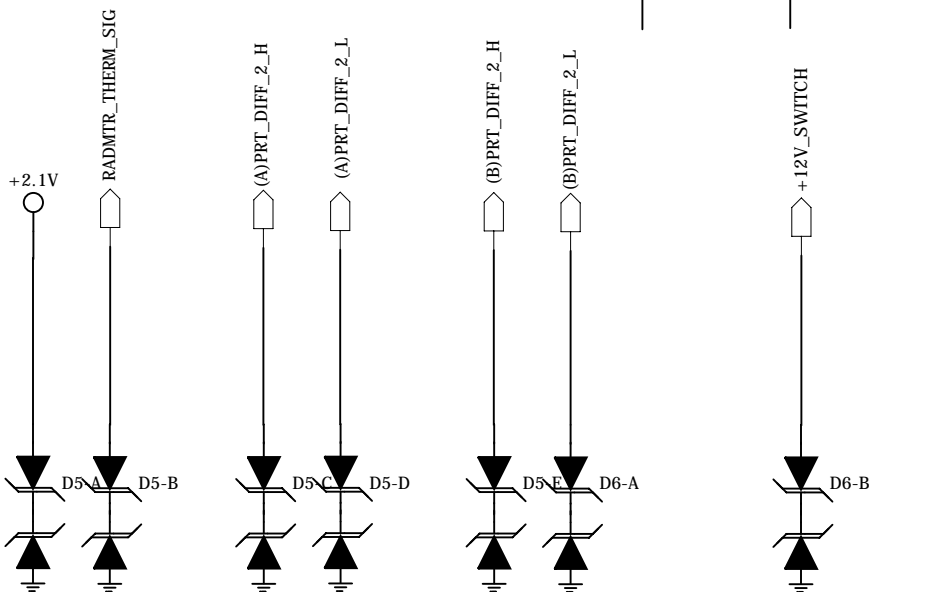 +2.1V
RADMTR_THERM_SIG
(A)PRT_DIFF_2_H
(A)PRT_DIFF_2_L
(B)PRT_DIFF_2_H
(B)PRT_DIFF_2_L
+12V_SWITCH
D5-A
D5-B
D5-C
D5-D
D5-E
D6-A
D6-B